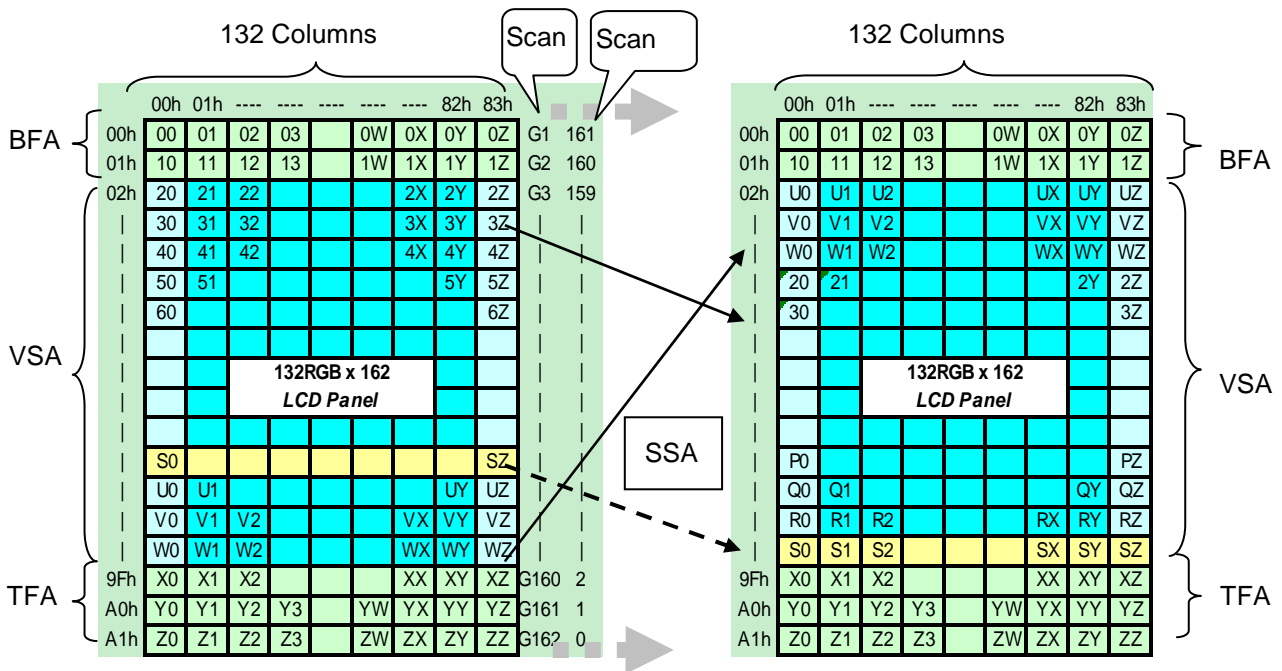 132 Columns Scan Scan 132 Columns
00h 01h ---- ---- ---- ---- ---- 82h 83h 00h 01h ---- ---- ---- ---- ---- 82h 83h
00h 00 01 02 03 0W 0X 0Y 0Z G1 161 00h 00 01 02 03 0W 0X 0Y 0Z
BFA BFA
01h 10 11 12 13 1W 1X 1Y 1Z G2 160 01h 10 11 12 13 1W 1X 1Y 1Z
02h 20 21 22 2X 2Y 2Z G3 159 02h U0 U1 U2 UX UY UZ
30 31 32 3X 3Y 3Z V0 V1 V2 VX VY VZ
40 41 42 4X 4Y 4Z W0 W1 W2 WX WY WZ
50 51 5Y 5Z 20 21 2Y 2Z
60 6Z 30 3Z
VSA VSA
132RGB x 162 132RGB x 162
LCD Panel LCD Panel
SSA
S0 SZ P0 PZ
U0 U1 UY UZ Q0 Q1 QY QZ
V0 V1 V2 VX VY VZ R0 R1 R2 RX RY RZ
W0 W1 W2 WX WY WZ S0 S1 S2 SX SY SZ
9Fh X0 X1 X2 XX XY XZ G160 2 9Fh X0 X1 X2 XX XY XZ
TFA TFA
A0h Y0 Y1 Y2 Y3 YW YX YY YZ G161 1 A0h Y0 Y1 Y2 Y3 YW YX YY YZ
A1h Z0 Z1 Z2 Z3 ZW ZX ZY ZZ G162 0 A1h Z0 Z1 Z2 Z3 ZW ZX ZY ZZ